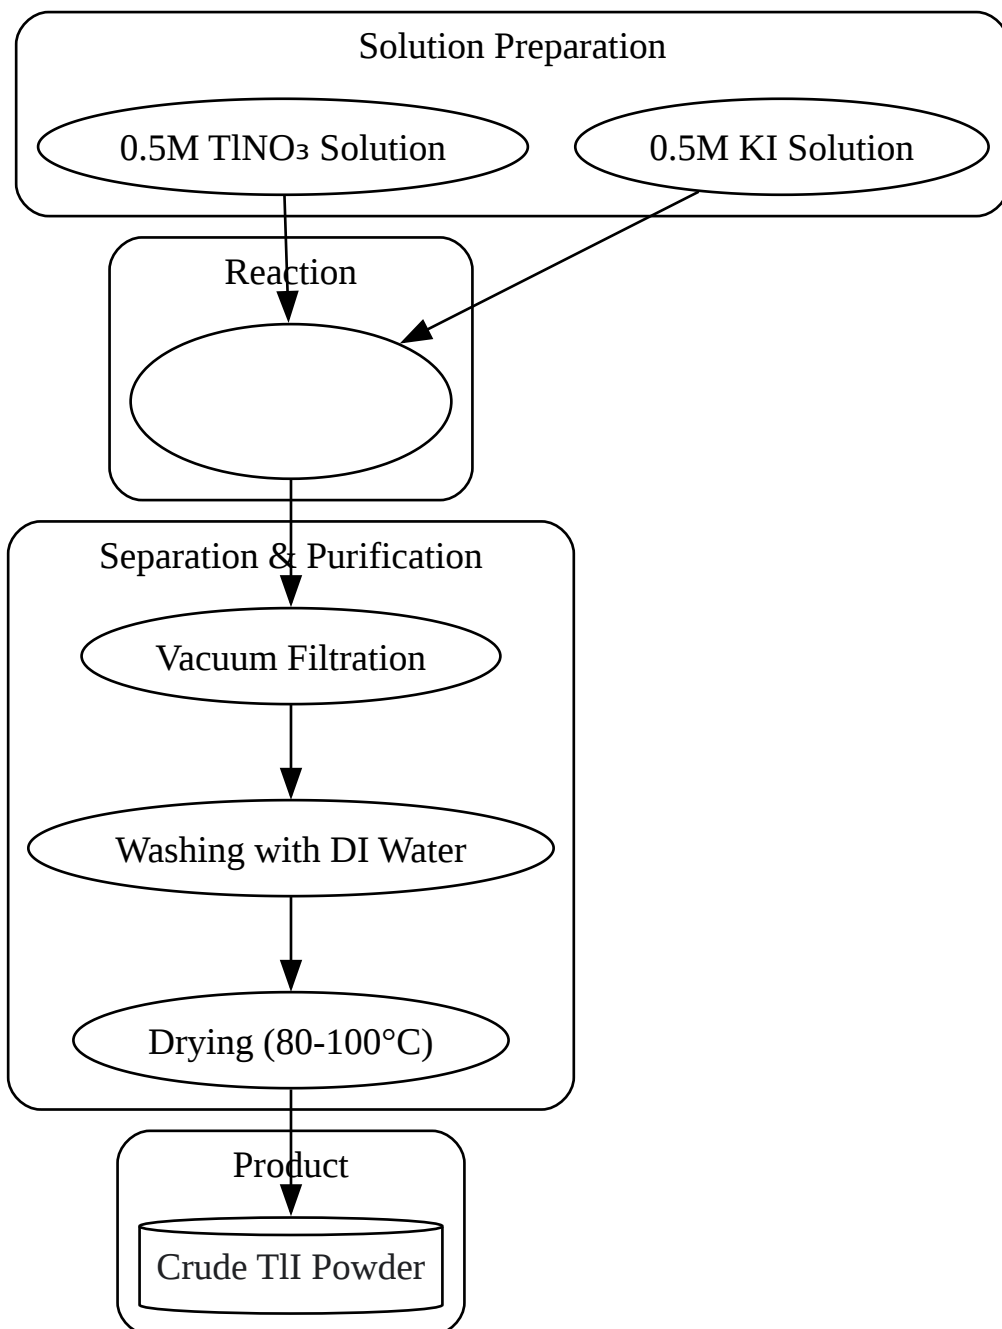 Solution Preparation
0.5M TlNO₃ Solution
0.5M KI Solution
Reaction
Separation & Purification
Vacuum Filtration
Washing with DI Water
Drying (80-100°C)
Product
Crude TlI Powder